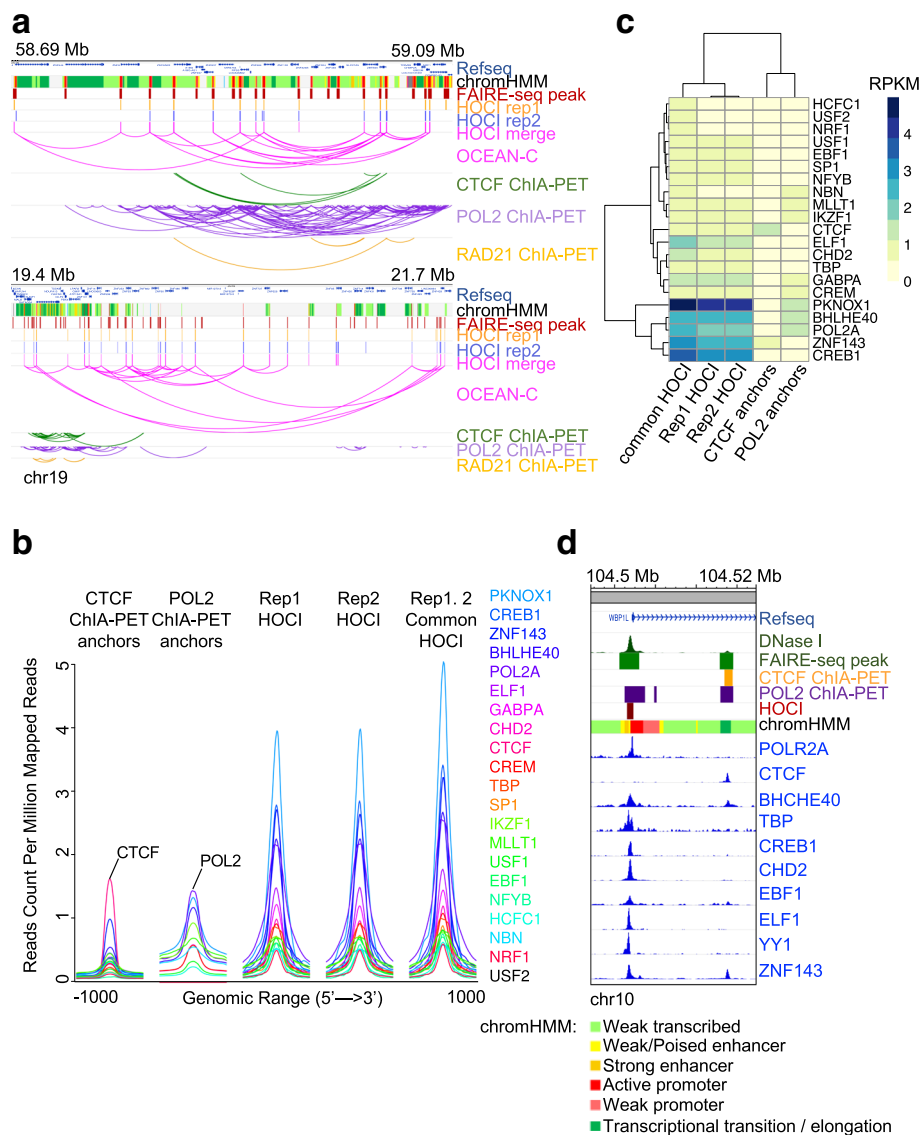 a
58.69 Mb 59.09 Mb
Refseq
chromHMM
FAIRE-seq peak
HOCI rep1
HOCI rep2
HOCI merge
OCEAN-C
CTCF ChIA-PET
POL2 ChIA-PET
RAD21 ChIA-PET
19.4 Mb 21.7 Mb
Refseq
chromHMM
FAIRE-seq peak
HOCI rep1
HOCI rep2
HOCI merge
OCEAN-C
CTCF ChIA-PET
POL2 ChIA-PET
RAD21 ChIA-PET
chr19
c
RPKM
4
3
2
1
0
HCFC1
USF2
NRF1
USF1
EBF1
SP1
NFYB
NBN
MLLT1
IKZF1
CTCF
ELF1
CHD2
TBP
GABPA
CREM
PKNOX1
BHLHE40
POL2A
ZNF143
CREB1
common HOCI
Rep1 HOCI
Rep2 HOCI
CTCF anchors
POL2 anchors
b
CTCF
ChIA-PET
anchors
POL2
ChIA-PET
anchors
Rep1
HOCI
Rep2
HOCI
Rep1. 2
Common
HOCI
Reads Count Per Million Mapped Reads
5
4
3
2
1
0
CTCF
POL2
-1000
Genomic Range (5'—>3')
1000
PKNOX1
CREB1
ZNF143
BHLHE40
POL2A
ELF1
GABPA
CHD2
CTCF
CREM
TBP
SP1
IKZF1
MLLT1
USF1
EBF1
NFYB
HCFC1
NBN
NRF1
USF2
d
104.5 Mb 104.52 Mb
WBP1L
Refseq
DNase I
FAIRE-seq peak
CTCF ChIA-PET
POL2 ChIA-PET
HOCI
chromHMM
POLR2A
CTCF
BHCHE40
TBP
CREB1
CHD2
EBF1
ELF1
YY1
ZNF143
chr10
chromHMM:
Weak transcribed
Weak/Poised enhancer
Strong enhancer
Active promoter
Weak promoter
Transcriptional transition / elongation